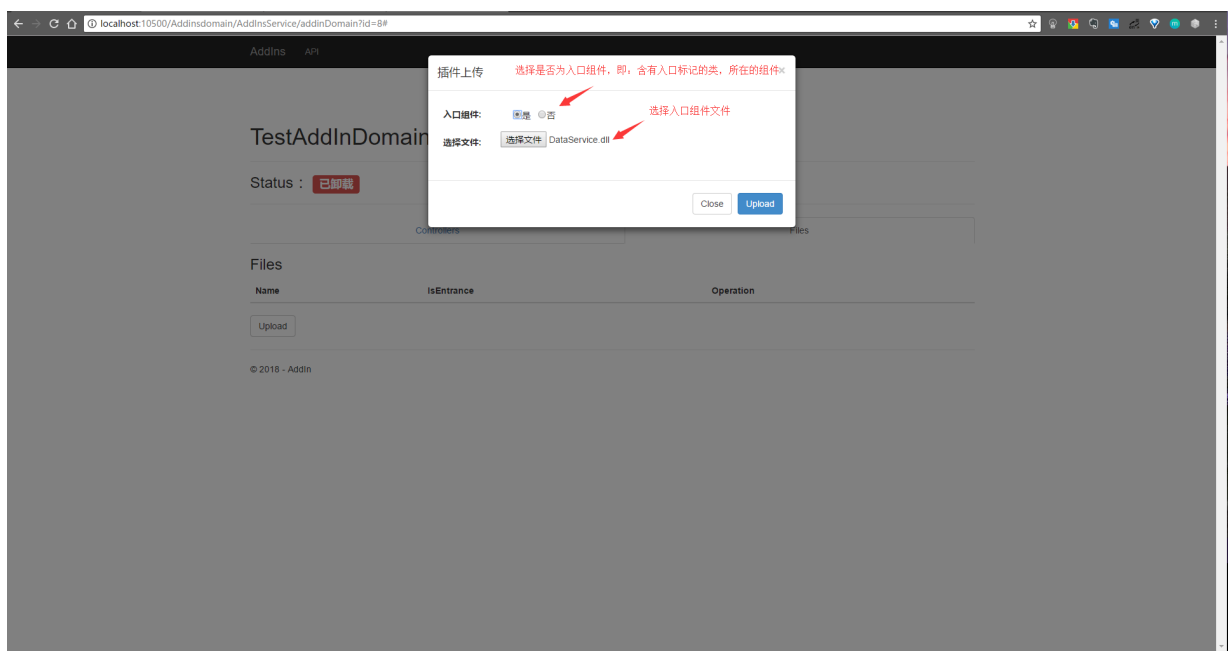 localhost:10500/Addinsdomain/AddInsService/addinDomain?id=8#
AddIns API
插件上传 选择是否为入口组件，即，含有入口标记的类，所在的组件×
入口组件: 是 否 选择入口组件文件
选择文件: 选择文件 DataService.dll
TestAddInDomain
Status： 已卸载
Close Upload
Controllers Files
Files
Name isEntrance Operation
Upload
© 2018 - AddIn